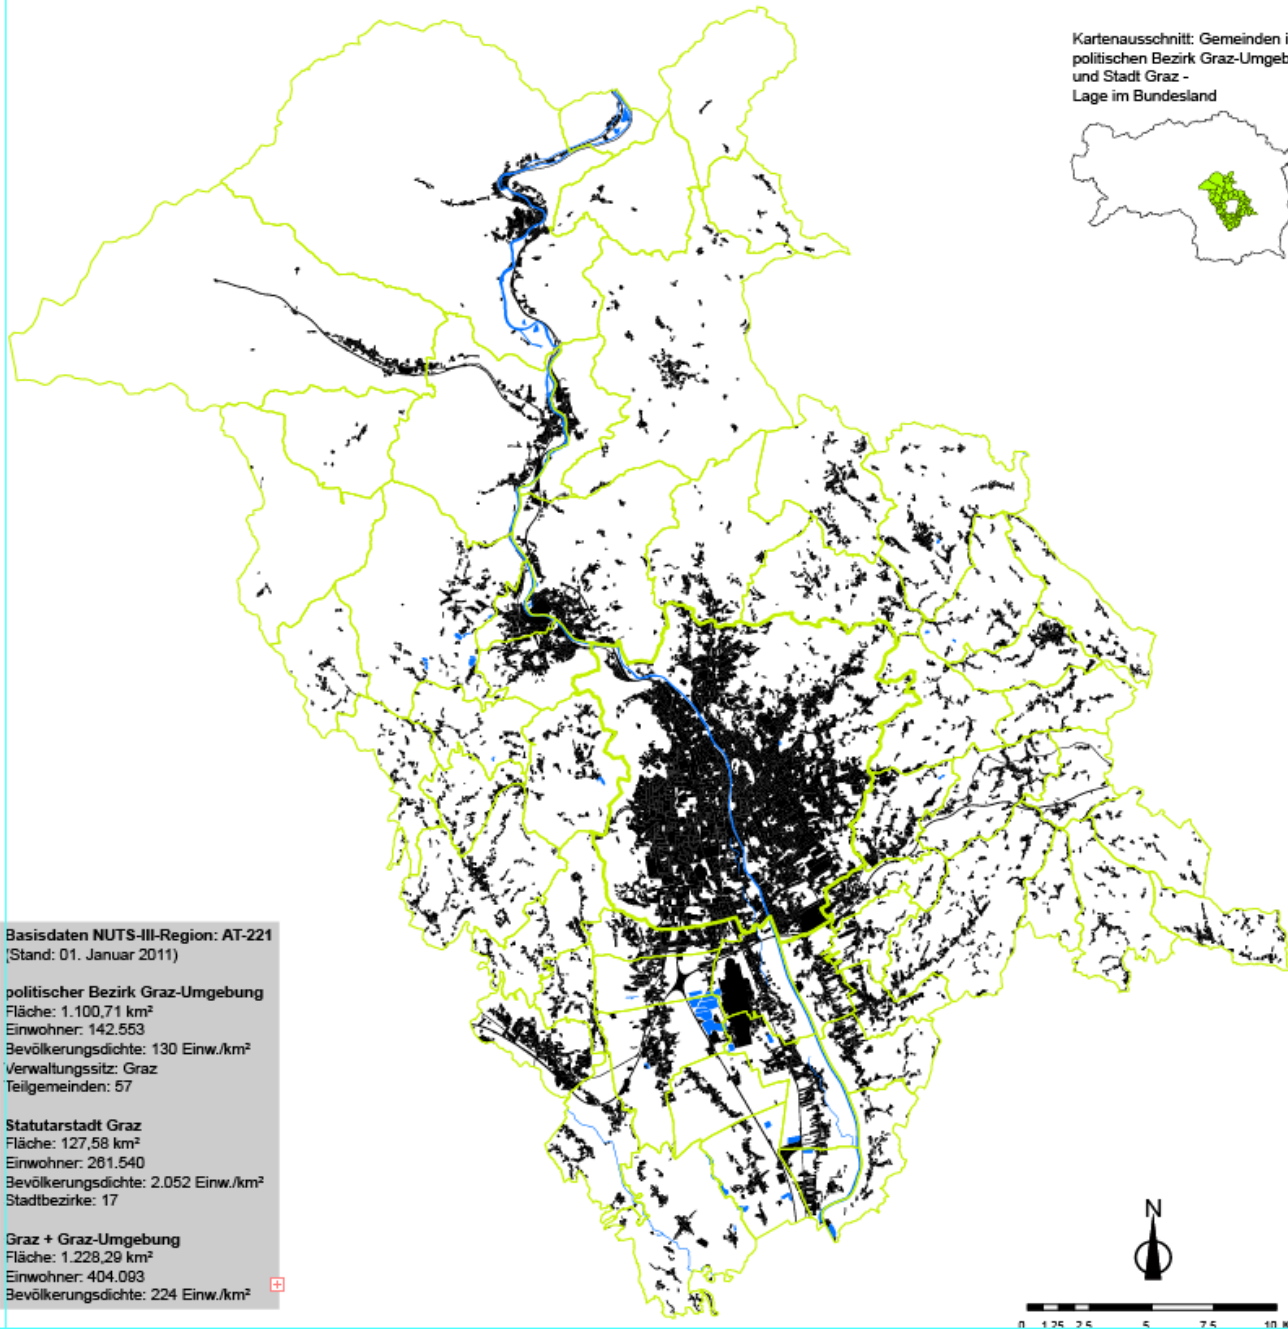 Kartenausschnitt: Gemeinden i
politischen Bezirk Graz-Umgeb
und Stadt Graz -
Lage im Bundesland
Basisdaten NUTS-III-Region: AT-221
(Stand: 01. Januar 2011)
politischer Bezirk Graz-Umgebung
Fläche: 1.100,71 km²
Einwohner: 142.553
Bevölkerungsdichte: 130 Einw./km²
Verwaltungssitz: Graz
Teilgemeinden: 57
Statutarstadt Graz
Fläche: 127,58 km²
Einwohner: 261.540
Bevölkerungsdichte: 2.052 Einw./km²
Stadtbezirke: 17
Graz + Graz-Umgebung
Fläche: 1.228,29 km²
Einwohner: 404.093
Bevölkerungsdichte: 224 Einw./km²
N
0 1,25 2,5 5 7,5 10